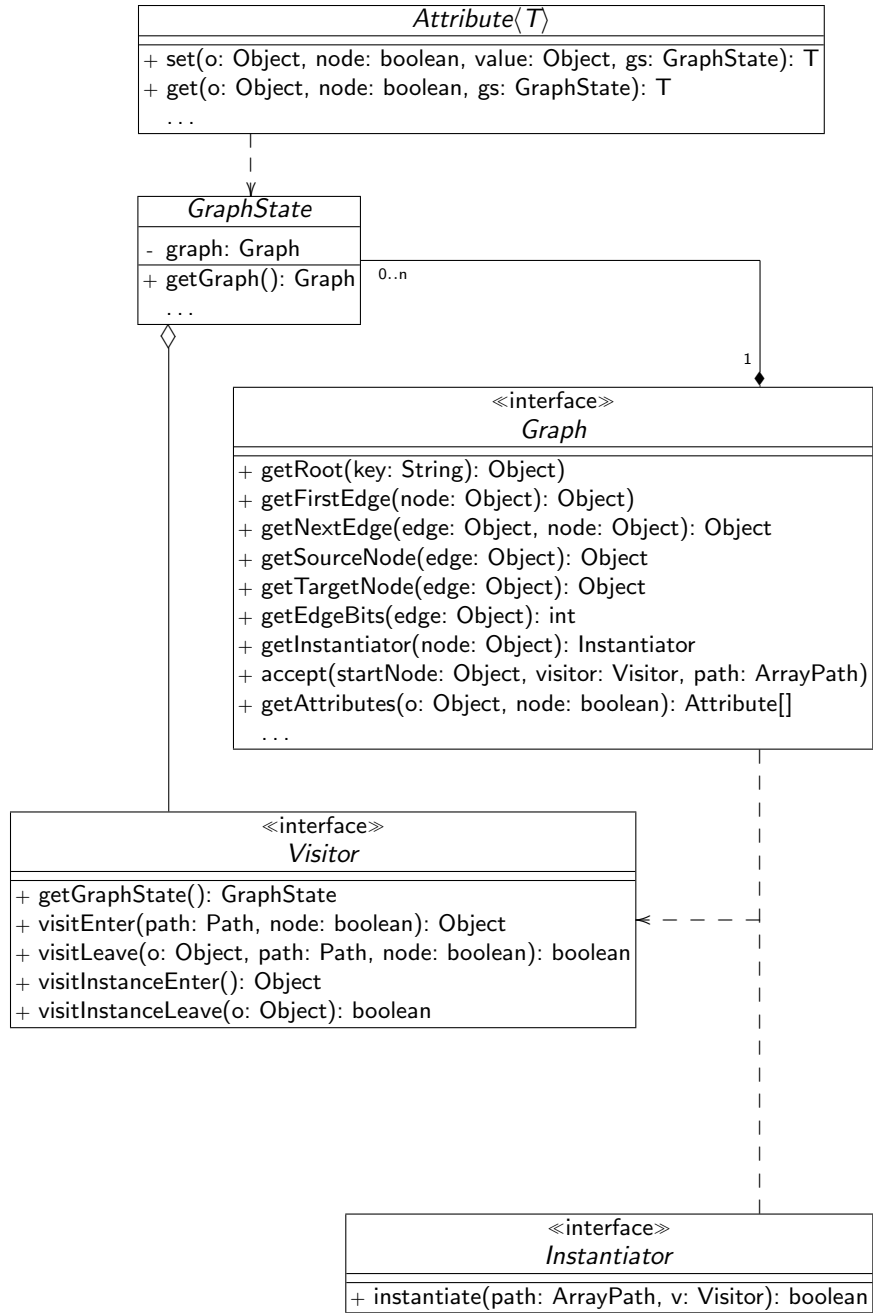 Attribute⟨T⟩
+ set(o: Object, node: boolean, value: Object, gs: GraphState): T
+ get(o: Object, node: boolean, gs: GraphState): T
...
GraphState
- graph: Graph
+ getGraph(): Graph
...
0..n
1
≪interface≫
Graph
+ getRoot(key: String): Object)
+ getFirstEdge(node: Object): Object)
+ getNextEdge(edge: Object, node: Object): Object
+ getSourceNode(edge: Object): Object
+ getTargetNode(edge: Object): Object
+ getEdgeBits(edge: Object): int
+ getInstantiator(node: Object): Instantiator
+ accept(startNode: Object, visitor: Visitor, path: ArrayPath)
+ getAttributes(o: Object, node: boolean): Attribute[]
...
≪interface≫
Visitor
+ getGraphState(): GraphState
+ visitEnter(path: Path, node: boolean): Object
+ visitLeave(o: Object, path: Path, node: boolean): boolean
+ visitInstanceEnter(): Object
+ visitInstanceLeave(o: Object): boolean
≪interface≫
Instantiator
+ instantiate(path: ArrayPath, v: Visitor): boolean